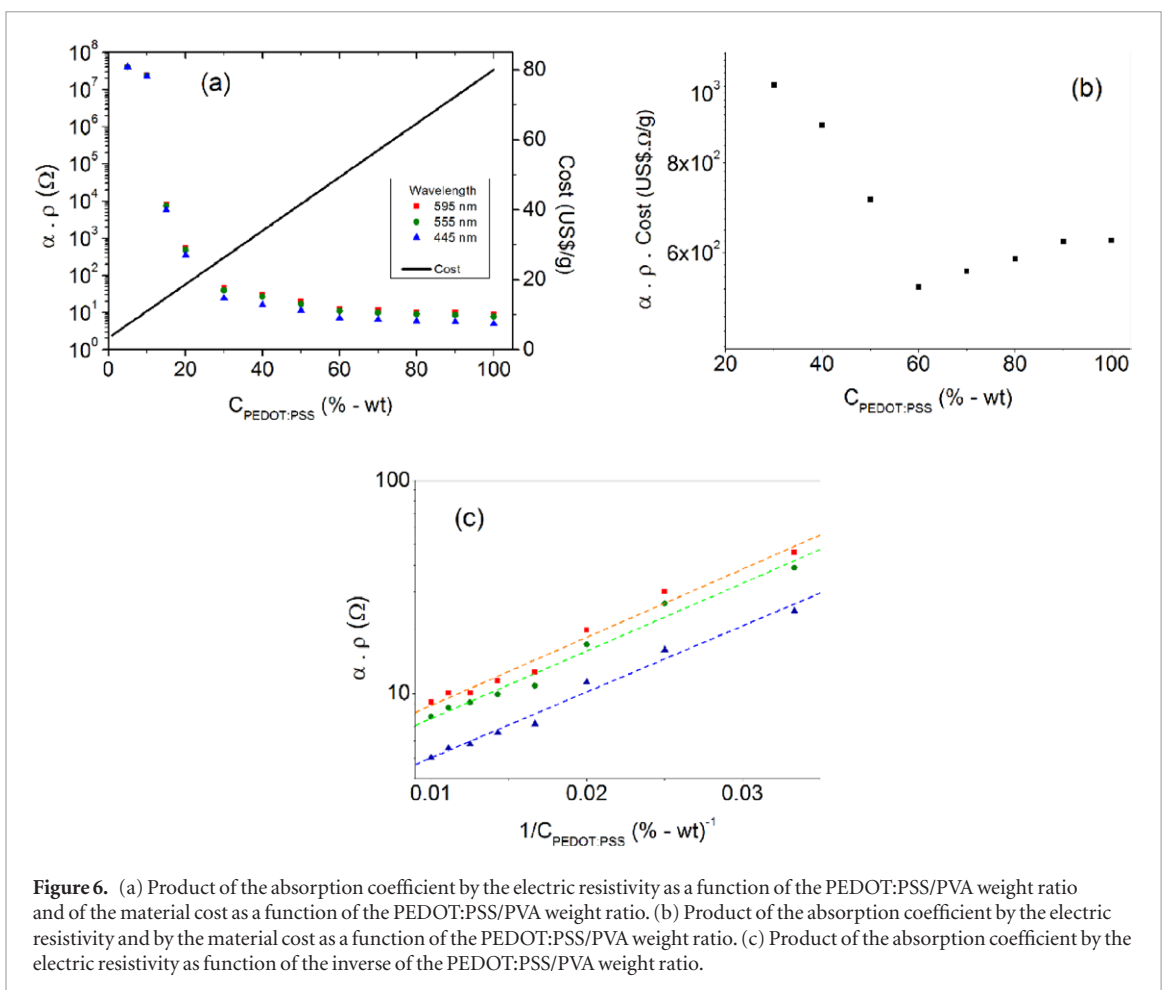 (a)
10^8
10^7
10^6
10^5
10^4
10^3
10^2
10^1
10^0
α . ρ (Ω)
0 20 40 60 80 100
C_PEDOT:PSS (% - wt)
80
60
40
20
0
Cost (US$/g)
Wavelength
595 nm
555 nm
445 nm
Cost
(b)
10^3
8x10^2
6x10^2
α . ρ . Cost (US$.Ω/g)
20 40 60 80 100
C_PEDOT:PSS (% - wt)
(c)
100
10
α . ρ (Ω)
0.01 0.02 0.03
1/C_PEDOT:PSS (% - wt)^-1
Figure 6. (a) Product of the absorption coefficient by the electric resistivity as a function of the PEDOT:PSS/PVA weight ratio
and of the material cost as a function of the PEDOT:PSS/PVA weight ratio. (b) Product of the absorption coefficient by the electric
resistivity and by the material cost as a function of the PEDOT:PSS/PVA weight ratio. (c) Product of the absorption coefficient by the
electric resistivity as function of the inverse of the PEDOT:PSS/PVA weight ratio.